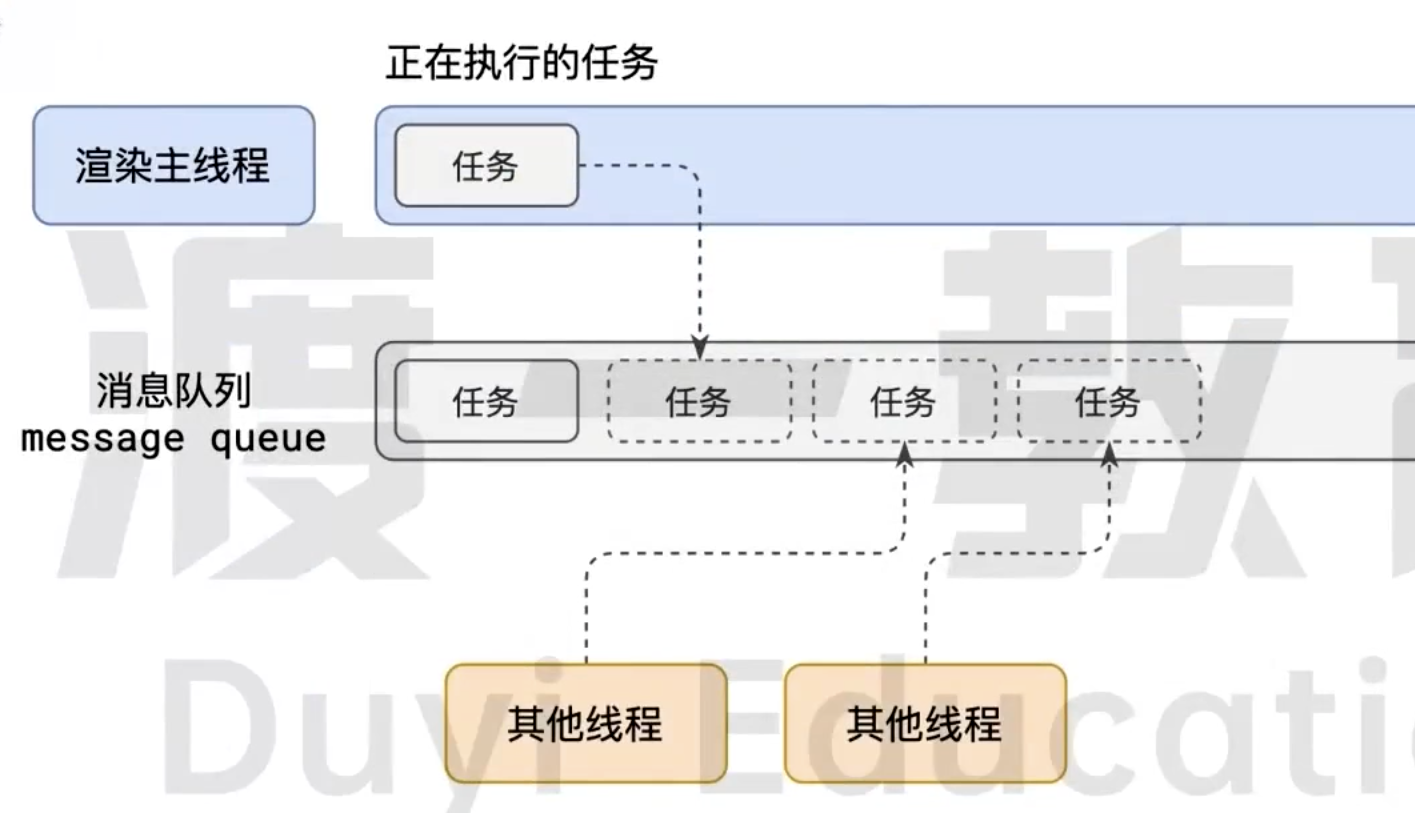 正在执行的任务
渲染主线程
任务
消息队列
message queue
任务
任务
任务
任务
其他线程
其他线程
渡一教
Duyi Educati